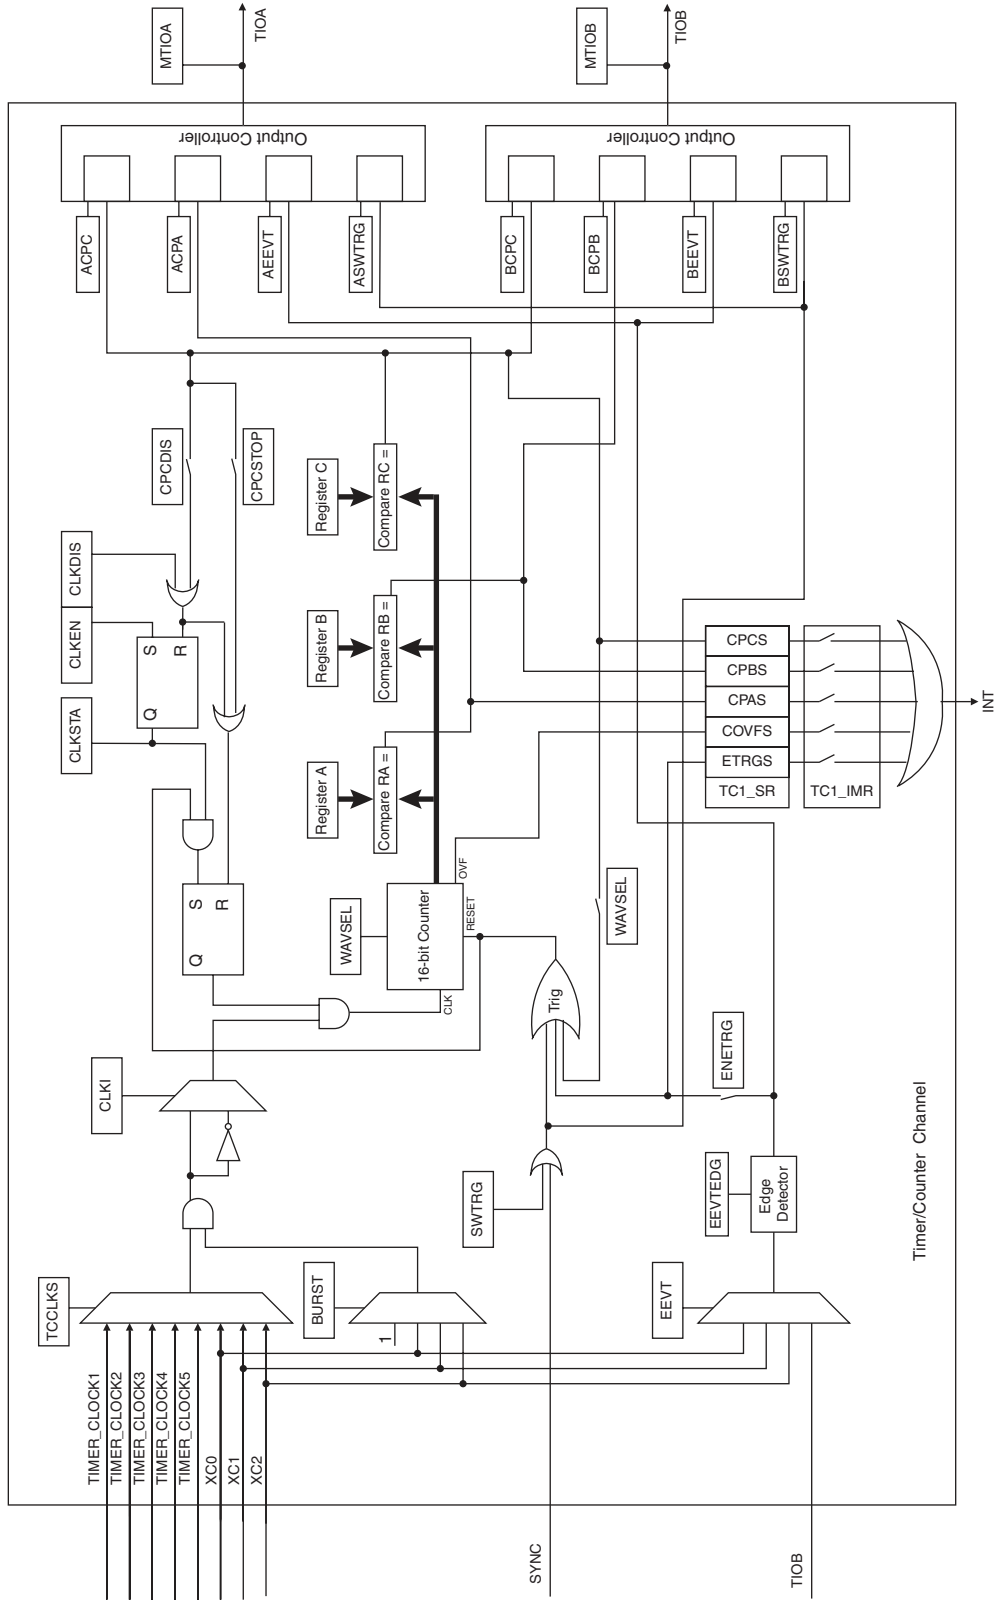 TIMER_CLOCK1
TIMER_CLOCK2
TIMER_CLOCK3
TIMER_CLOCK4
TIMER_CLOCK5
XC0
XC1
XC2
TCCLKS
CLKI
CLKSTA
CLKEN
CLKDIS
Q
S
R
Q
S
R
CPCDIS
CPCSTOP
BURST
1
WAVSEL
16-bit Counter
CLK
RESET
OVF
Register A
Register B
Register C
Compare RA =
Compare RB =
Compare RC =
ACPC
ACPA
AEEVT
ASWTRG
Output Controller
MTIOA
TIOA
SYNC
SWTRG
Trig
WAVSEL
BCPC
BCPB
BEEVT
BSWTRG
Output Controller
MTIOB
TIOB
TIOB
EEVT
EEVTEDG
Edge
Detector
ENETRG
ETRGS
COVFS
CPAS
CPBS
CPCS
TC1_SR
TC1_IMR
INT
Timer/Counter Channel